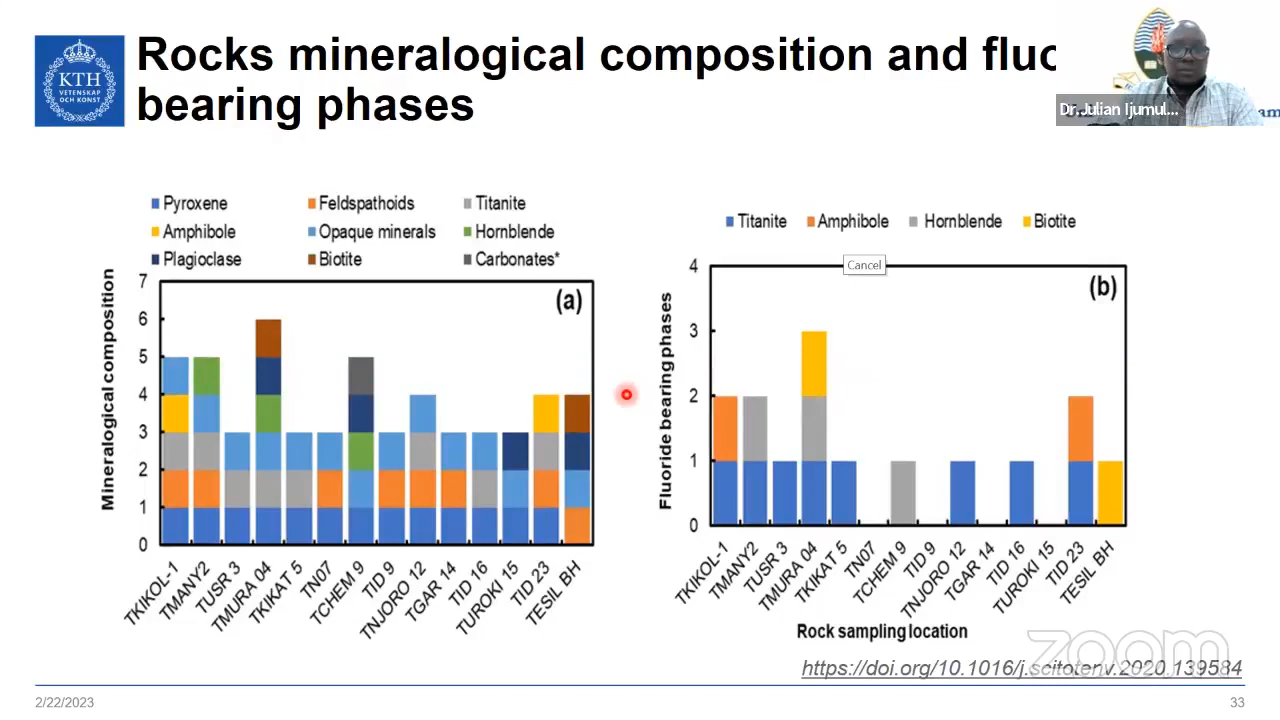 KTH
VETENSKAP
OCH KONST
Rocks mineralogical composition and fluo
bearing phases
Dr.Julian Ijumul...
Pyroxene
Feldspathoids
Titanite
Amphibole
Opaque minerals
Hornblende
Plagioclase
Biotite
Carbonates*
Mineralogical composition
7
6
5
4
3
2
1
0
(a)
TKIKOL-1
TMANY2
TUSR 3
TMURA 04
TKIKAT 5
TN07
TCHEM 9
TID 9
TNJORO 12
TGAR 14
TID 16
TUROKI 15
TID 23
TESIL BH
Titanite
Amphibole
Hornblende
Biotite
Cancel
Fluoride bearing phases
4
3
2
1
0
(b)
TKIKOL-1
TMANY2
TUSR 3
TMURA 04
TKIKAT 5
TN07
TCHEM 9
TID 9
TNJORO 12
TGAR 14
TID 16
TUROKI 15
TID 23
TESIL BH
Rock sampling location
zoom
https://doi.org/10.1016/j.scitotenv.2020.139584
2/22/2023
33